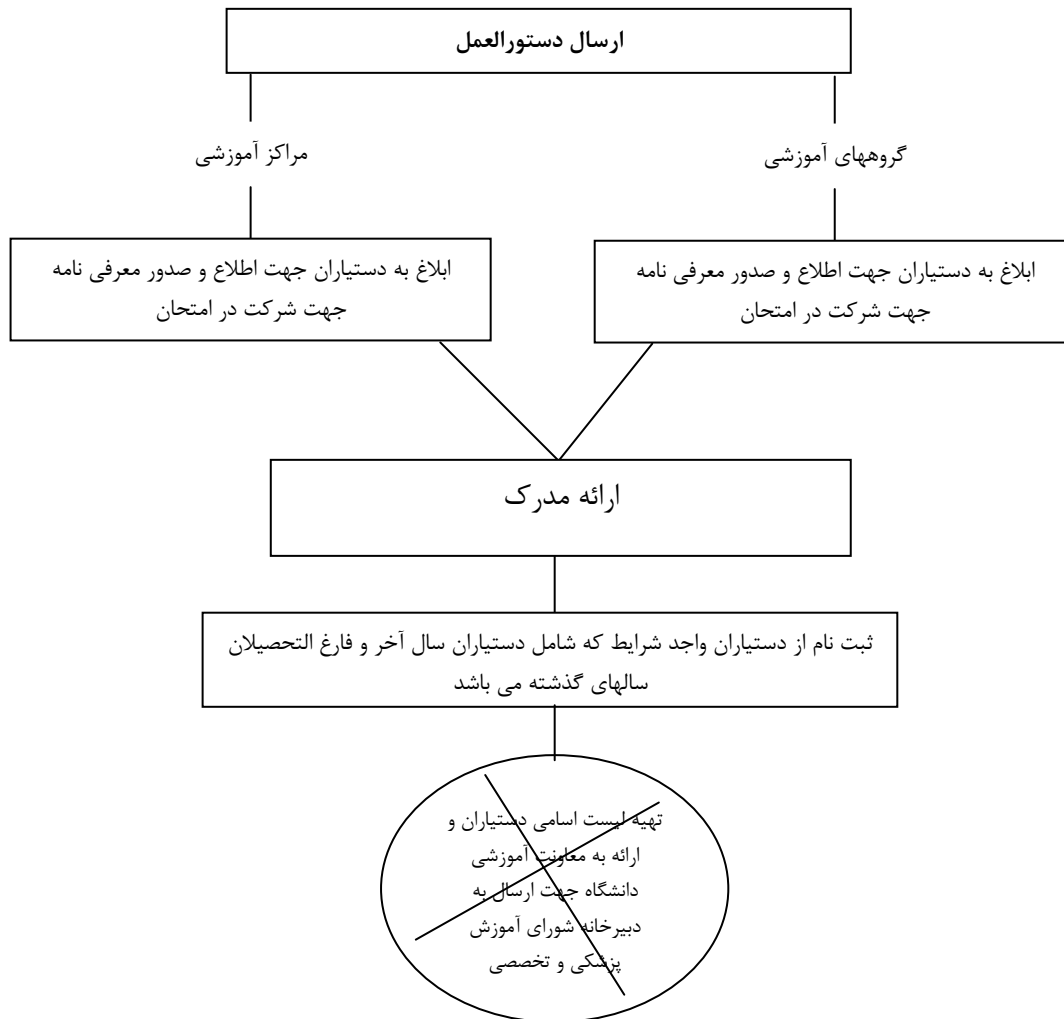 ارسال دستورالعمل
گروههای آموزشی
مراکز آموزشی
ابلاغ به دستیاران جهت اطلاع و صدور معرفی نامه
جهت شرکت در امتحان
ابلاغ به دستیاران جهت اطلاع و صدور معرفی نامه
جهت شرکت در امتحان
ارائه مدرک
ثبت نام از دستیاران واجد شرایط که شامل دستیاران سال آخر و فارغ التحصیلان
سالهای گذشته می باشد
تهیه لیست اسامی دستیاران و
ارائه به معاونت آموزشی
دانشگاه جهت ارسال به
دبیرخانه شورای آموزش
پزشکی و تخصصی